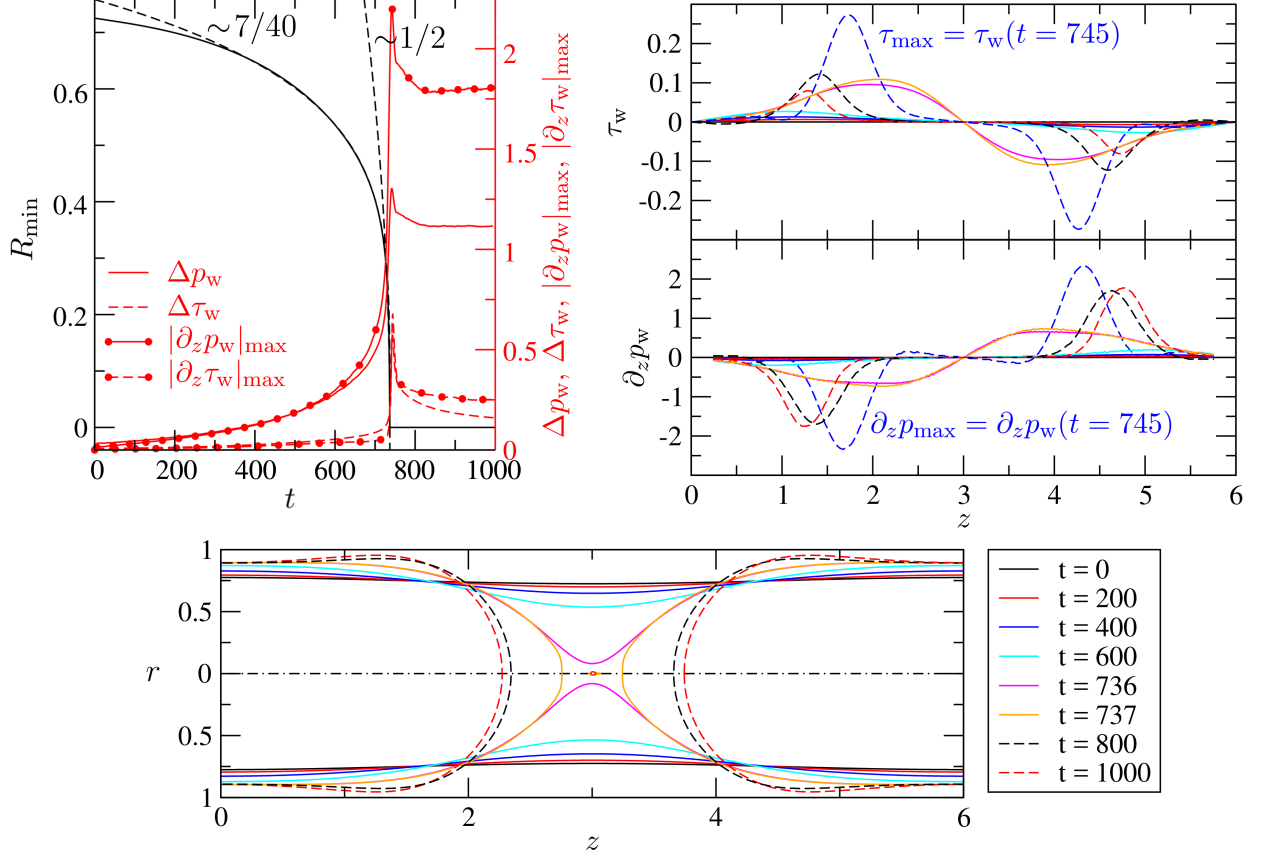 ∼7/40
∼1/2
R_min
0.6
0.4
0.2
0
Δp_w
Δτ_w
|∂_z p_w|_max
|∂_z τ_w|_max
0 200 400 600 800 1000
t
2
1.5
1
0.5
0
Δp_w, Δτ_w, |∂_z p_w|_max, |∂_z τ_w|_max
τ_max = τ_w(t = 745)
τ_w
0.2
0.1
0
-0.1
-0.2
∂_z p_w
2
1
0
-1
-2
∂_z p_max = ∂_z p_w(t = 745)
0 1 2 3 4 5 6
z
r
1
0.5
0
0.5
1
0 2 4 6
z
t = 0
t = 200
t = 400
t = 600
t = 736
t = 737
t = 800
t = 1000